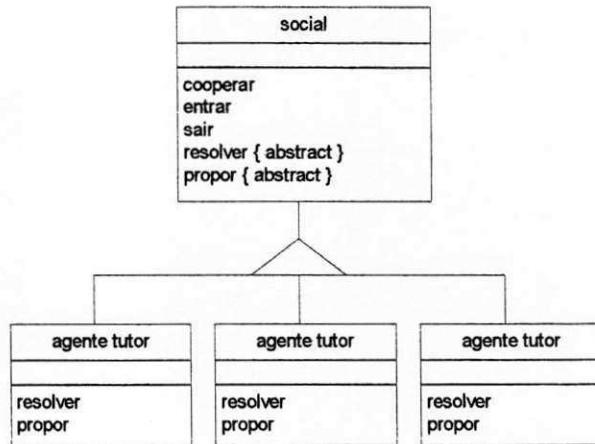 social
cooperar
entrar
sair
resolver { abstract }
propor { abstract }
agente tutor
resolver
propor
agente tutor
resolver
propor
agente tutor
resolver
propor